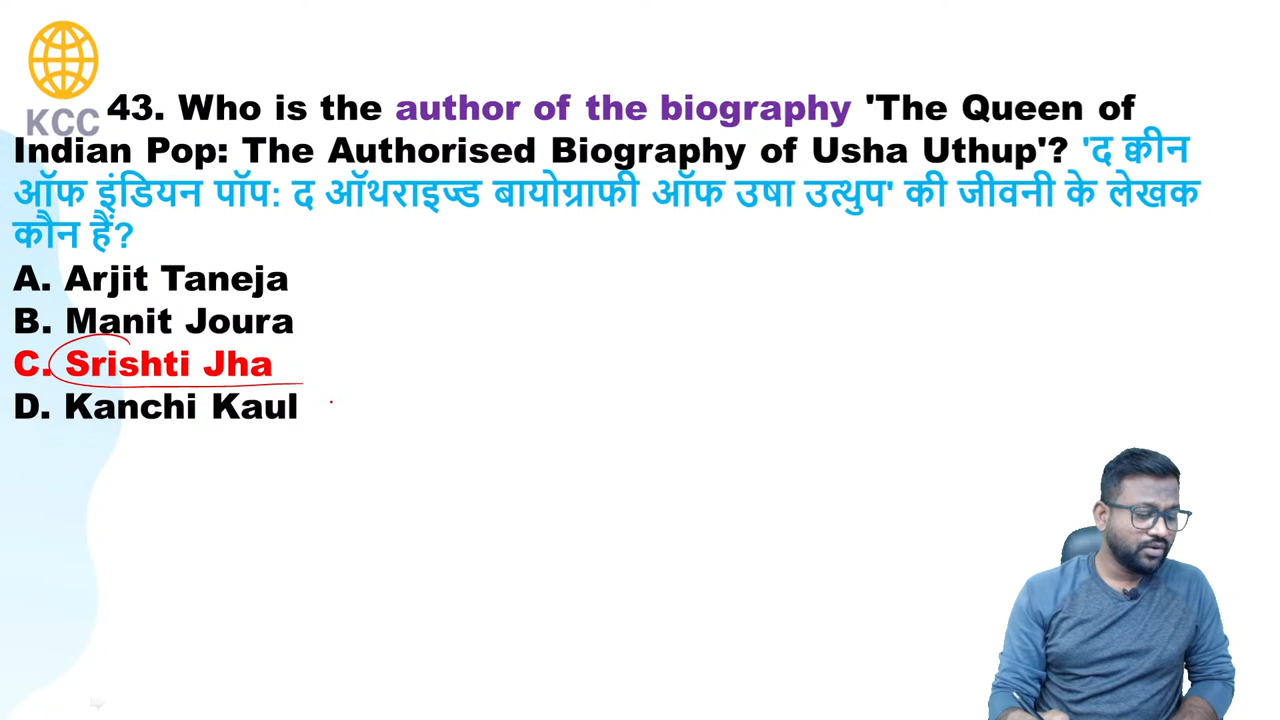 KCC
43. Who is the author of the biography 'The Queen of
Indian Pop: The Authorised Biography of Usha Uthup'? 'द क्वीन
ऑफ इंडियन पॉप: द ऑथराइज्ड बायोग्राफी ऑफ उषा उत्थुप' की जीवनी के लेखक
कौन हैं?
A. Arjit Taneja
B. Manit Joura
C. Srishti Jha
D. Kanchi Kaul